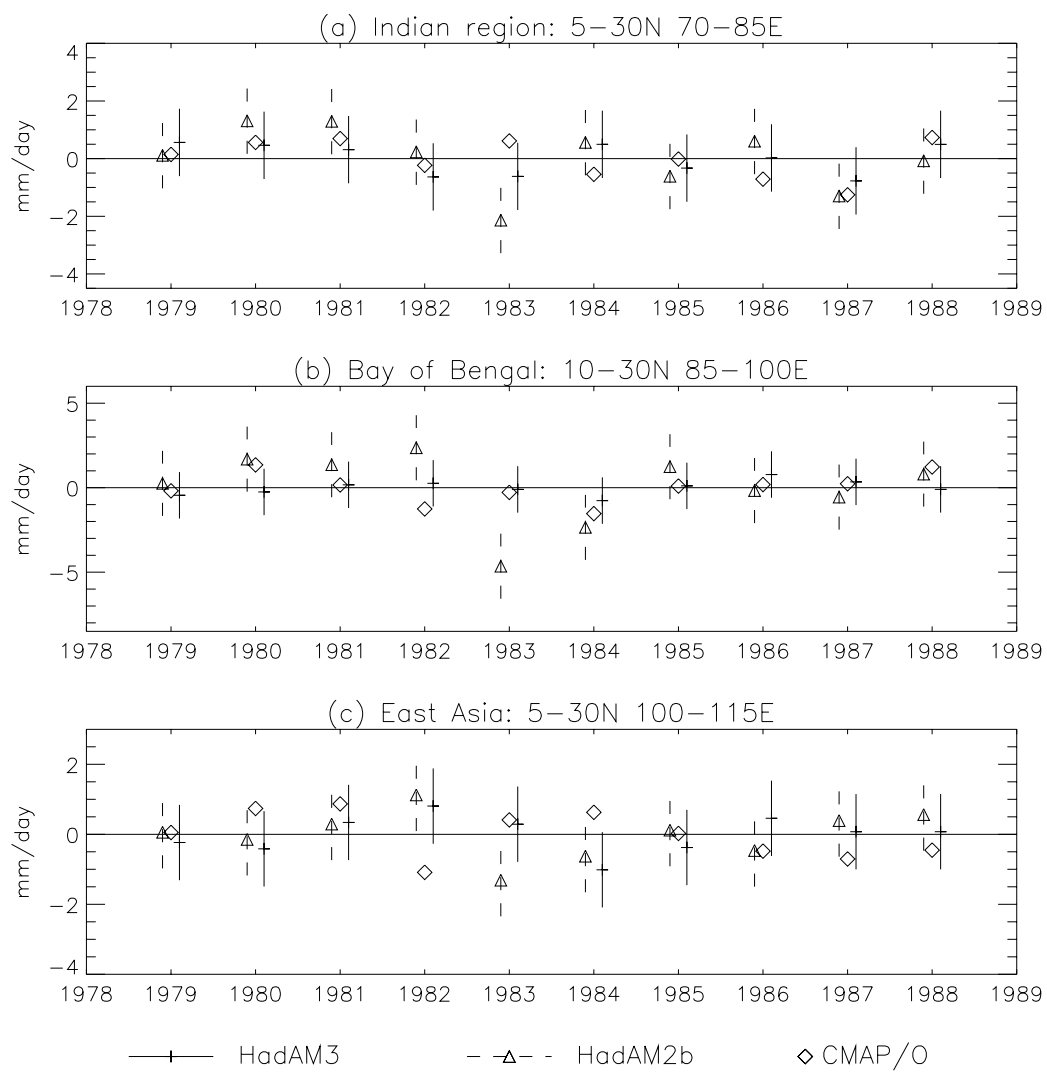 (a) Indian region: 5-30N 70-85E
4
2
0
-2
-4
mm/day
1978 1979 1980 1981 1982 1983 1984 1985 1986 1987 1988 1989
(b) Bay of Bengal: 10-30N 85-100E
5
0
-5
mm/day
1978 1979 1980 1981 1982 1983 1984 1985 1986 1987 1988 1989
(c) East Asia: 5-30N 100-115E
2
0
-2
-4
mm/day
1978 1979 1980 1981 1982 1983 1984 1985 1986 1987 1988 1989
HadAM3 HadAM2b CMAP/O